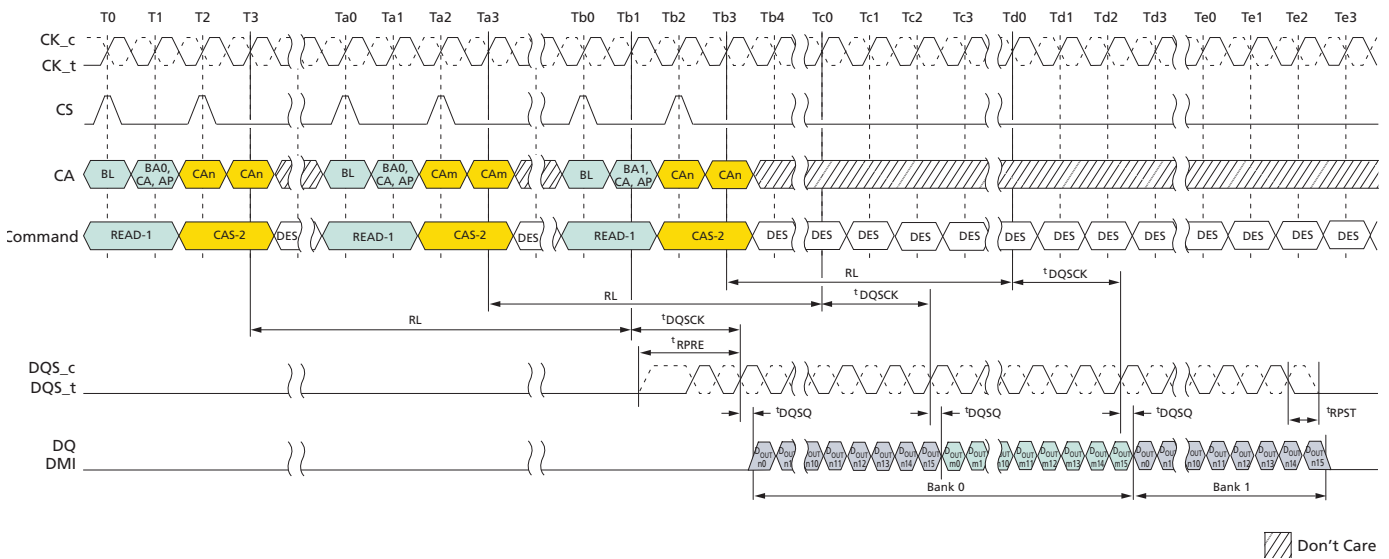 T0 T1 T2 T3 Ta0 Ta1 Ta2 Ta3 Tb0 Tb1 Tb2 Tb3 Tb4 Tc0 Tc1 Tc2 Tc3 Td0 Td1 Td2 Td3 Te0 Te1 Te2 Te3
CK_c
CK_t
CS
CA BL BA0, CA, AP CAn CAn BL BA0, CA, AP CAm CAm BL BA1, CA, AP CAn CAn
Command READ-1 CAS-2 DES READ-1 CAS-2 DES READ-1 CAS-2 DES DES DES DES DES DES DES DES DES DES DES DES DES
RL tDQSCK
RL tDQSCK
RL tDQSCK
tRPRE
DQS_c
DQS_t
tDQSQ tDQSQ tDQSQ tRPST
DQ
DMI
DOUT n0 DOUT n1 DOUT n10 DOUT n11 DOUT n12 DOUT n13 DOUT n14 DOUT n15 DOUT m0 DOUT m1 DOUT m10 DOUT m11 DOUT m12 DOUT m13 DOUT m14 DOUT m15 DOUT n0 DOUT n1 DOUT n10 DOUT n11 DOUT n12 DOUT n13 DOUT n14 DOUT n15
Bank 0 Bank 1
Don't Care